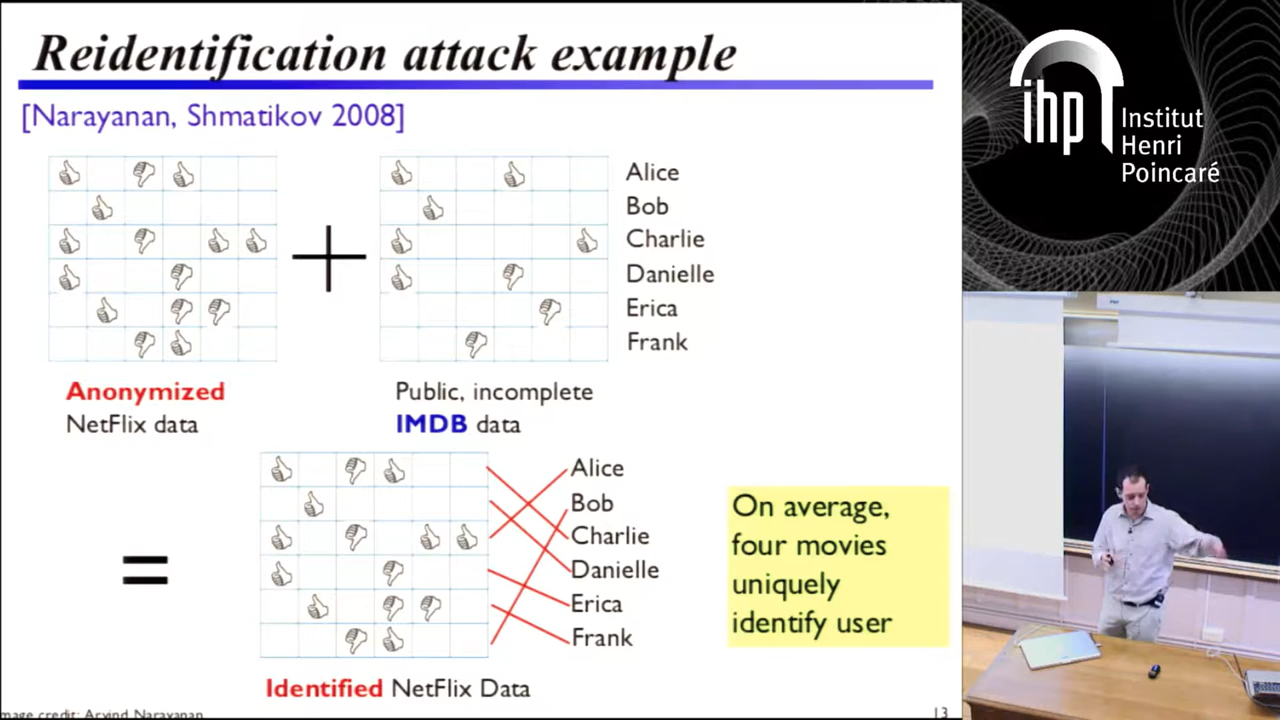 Reidentification attack example
[Narayanan, Shmatikov 2008]
Alice
Bob
Charlie
Danielle
Erica
Frank
Anonymized
NetFlix data
Public, incomplete
IMDB data
Alice
Bob
Charlie
Danielle
Erica
Frank
Identified NetFlix Data
On average,
four movies
uniquely
identify user
mage credit: Arvind Narayanan
13
ihp Institut
Henri
Poincaré